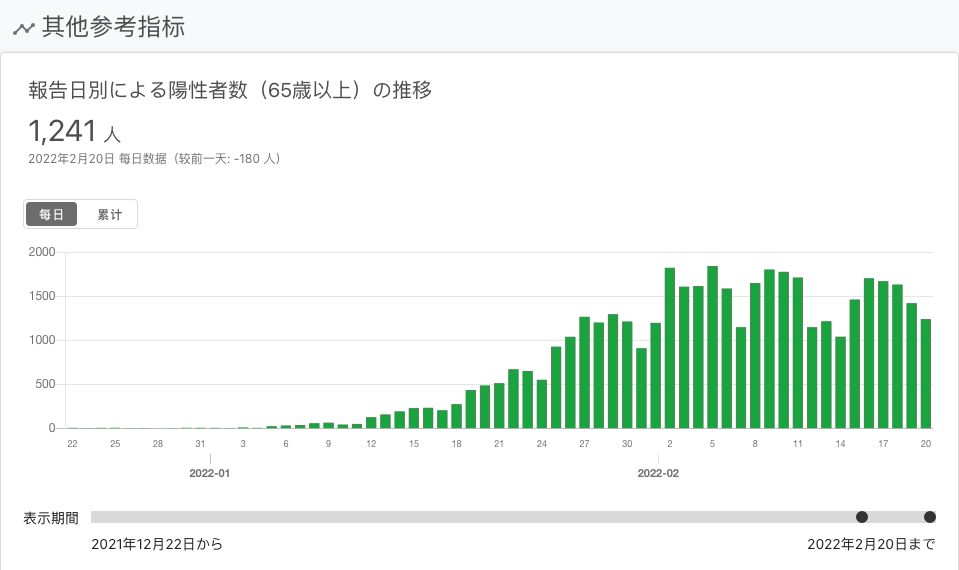 其他参考指标
報告日別による陽性者数（65歳以上）の推移
1,241 人
2022年2月20日 每日数据（较前一天: -180 人）
每日 累计
2000
1500
1000
500
0
22 25 28 31 3 6 9 12 15 18 21 24 27 30 2 5 8 11 14 17 20
2022-01 2022-02
表示期間
2021年12月22日から 2022年2月20日まで